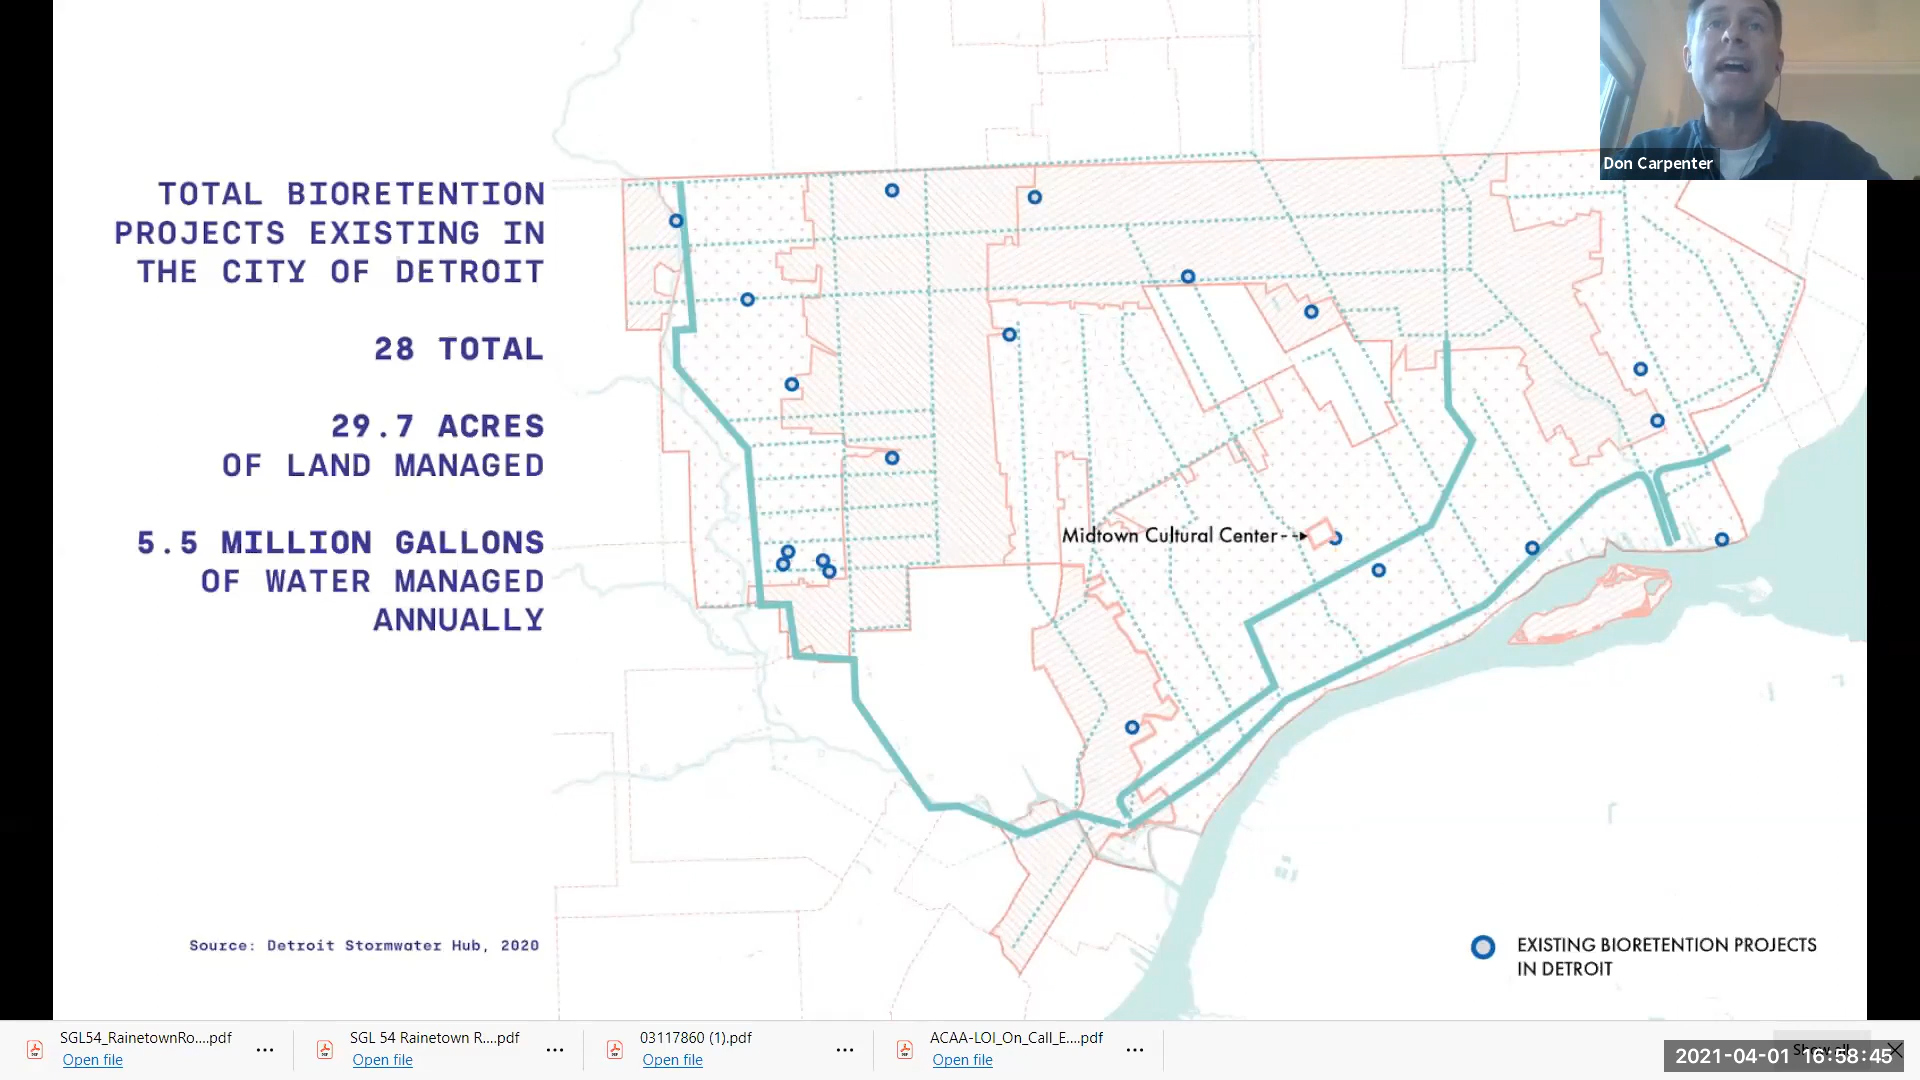 Don Carpenter
TOTAL BIORETENTION
PROJECTS EXISTING IN
THE CITY OF DETROIT
28 TOTAL
29.7 ACRES
OF LAND MANAGED
5.5 MILLION GALLONS
OF WATER MANAGED
ANNUALLY
Midtown Cultural Center
Source: Detroit Stormwater Hub, 2020
EXISTING BIORETENTION PROJECTS
IN DETROIT
SGL54_RainetownRo....pdf
Open file
SGL 54 Rainetown R....pdf
Open file
03117860 (1).pdf
Open file
ACAA-LOI_On_Call_E....pdf
Open file
Show all
2021-04-01 16:58:45